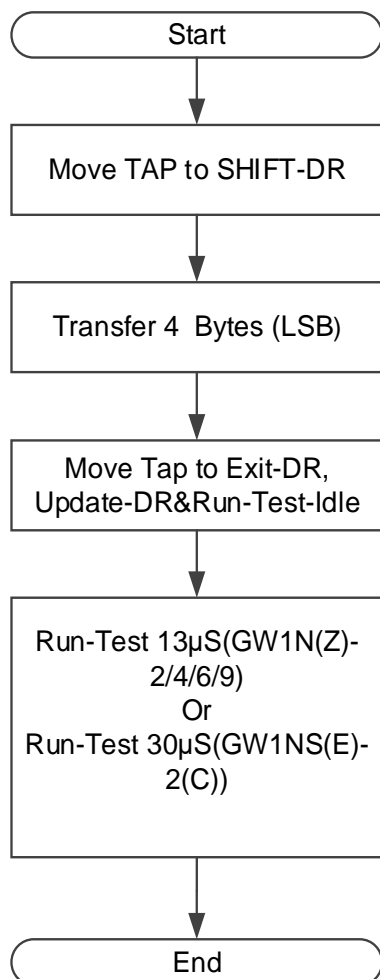 Start
Move TAP to SHIFT-DR
Transfer 4  Bytes (LSB)
Move Tap to Exit-DR,
Update-DR&Run-Test-Idle
Run-Test 13μS(GW1N(Z)-
2/4/6/9)
Or
Run-Test 30μS(GW1NS(E)-
2(C))
End